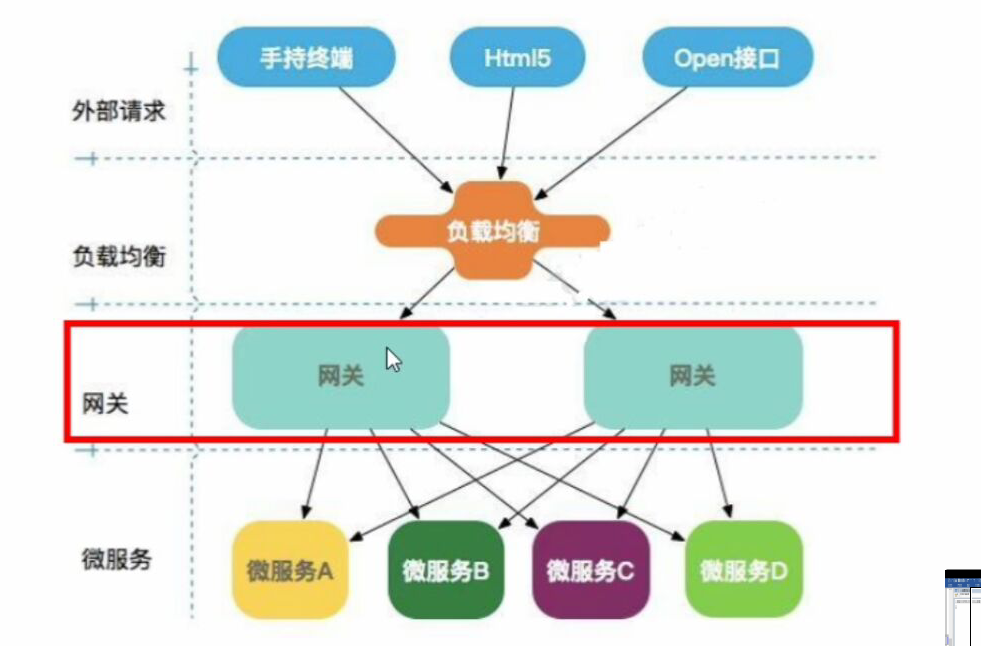 手持终端
Html5
Open接口
外部请求
负载均衡
负载均衡
网关
网关
网关
微服务
微服务A
微服务B
微服务C
微服务D